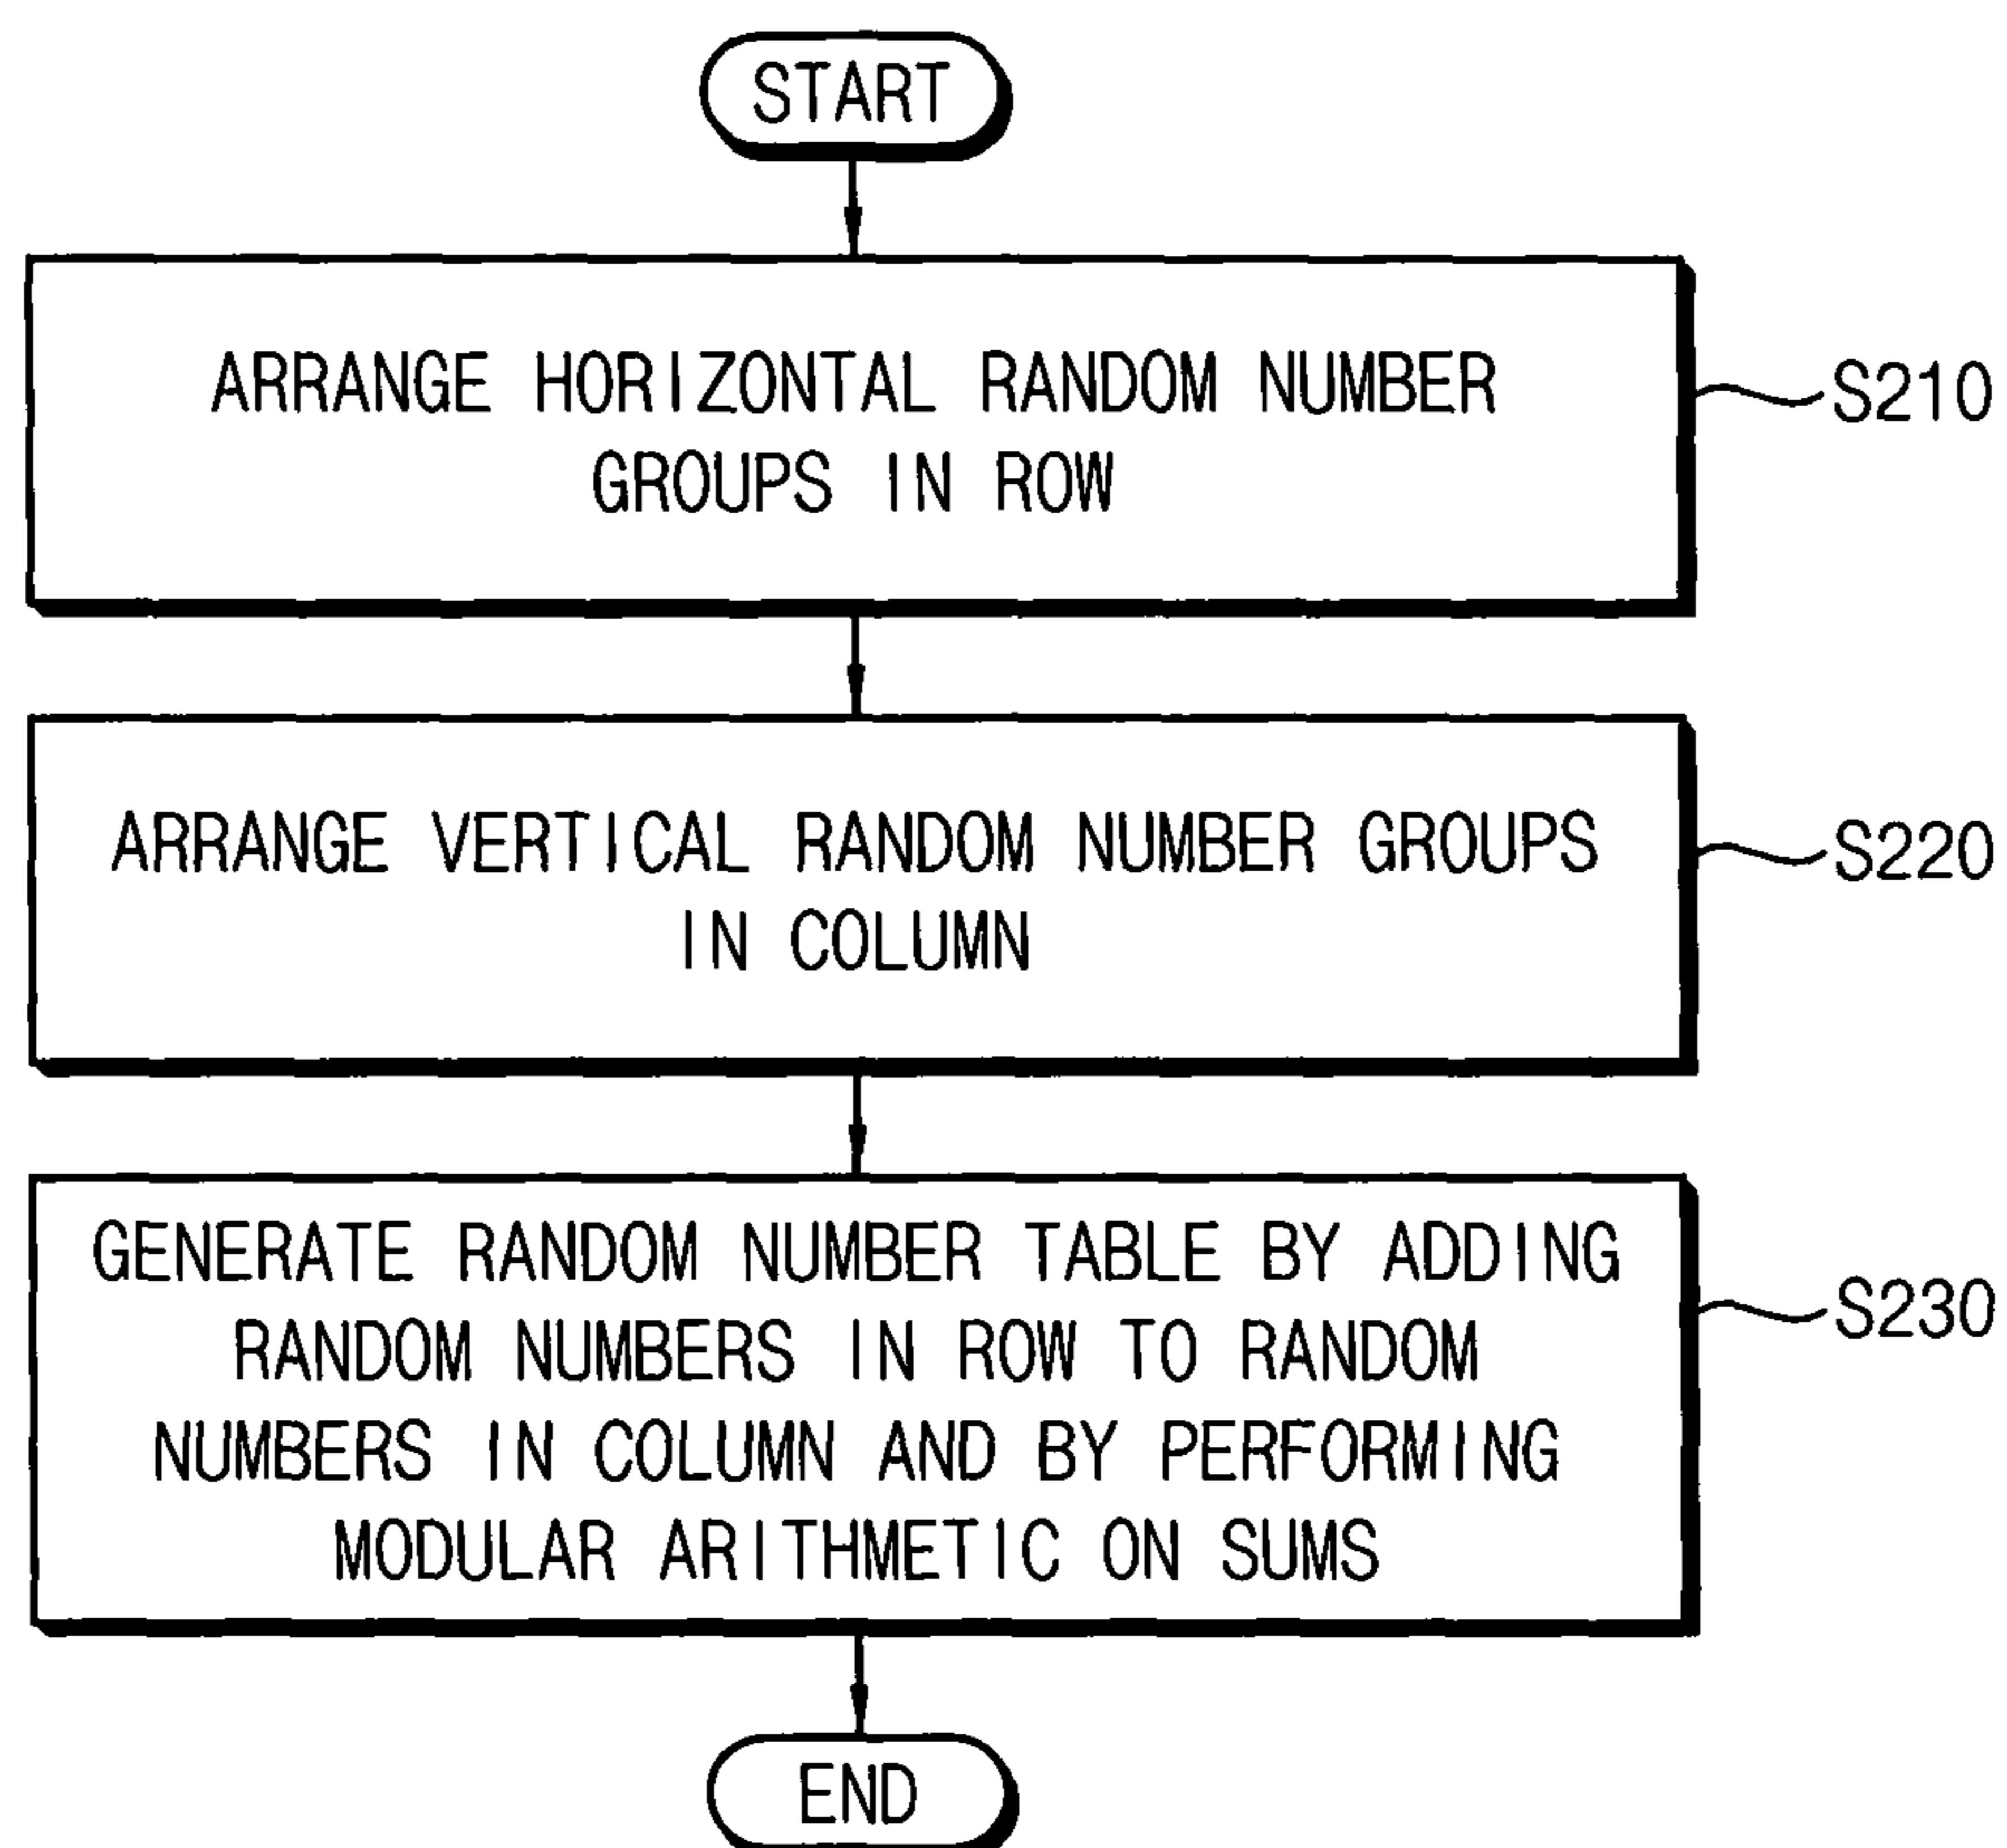 START
ARRANGE HORIZONTAL RANDOM NUMBER
GROUPS IN ROW
S210
ARRANGE VERTICAL RANDOM NUMBER GROUPS
IN COLUMN
S220
GENERATE RANDOM NUMBER TABLE BY ADDING
RANDOM NUMBERS IN ROW TO RANDOM
NUMBERS IN COLUMN AND BY PERFORMING
MODULAR ARITHMETIC ON SUMS
S230
END